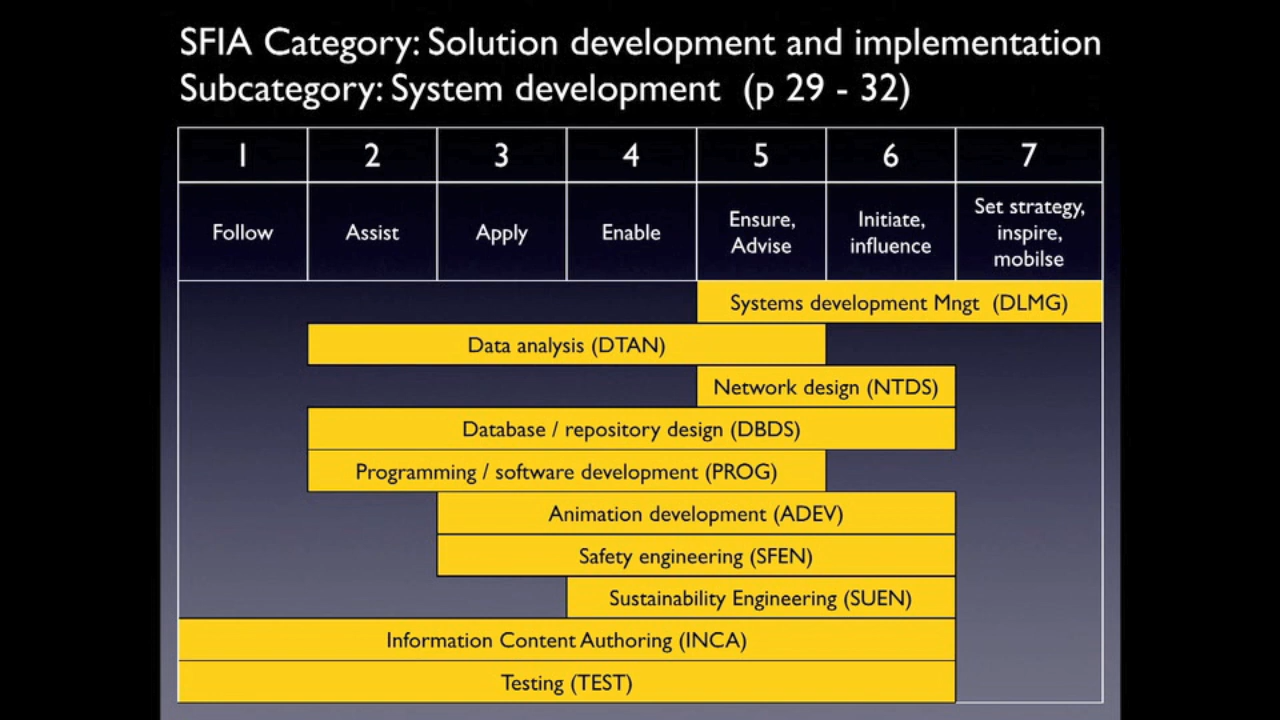 SFIA Category: Solution development and implementation
Subcategory: System development (p 29 - 32)
1 2 3 4 5 6 7
Follow
Assist
Apply
Enable
Ensure,
Advise
Initiate,
influence
Set strategy,
inspire,
mobilse
Systems development Mngt (DLMG)
Data analysis (DTAN)
Network design (NTDS)
Database / repository design (DBDS)
Programming / software development (PROG)
Animation development (ADEV)
Safety engineering (SFEN)
Sustainability Engineering (SUEN)
Information Content Authoring (INCA)
Testing (TEST)